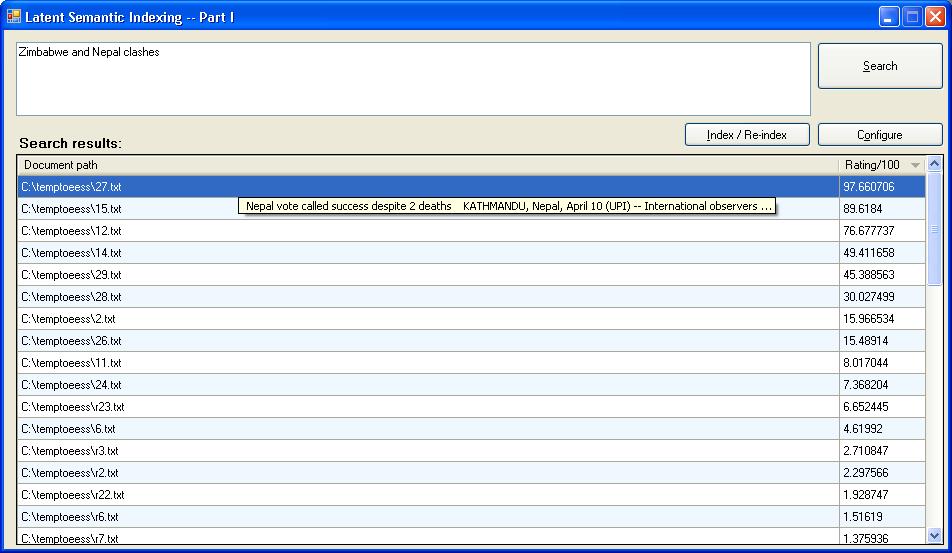 Latent Semantic Indexing -- Part I
Zimbabwe and Nepal clashes
Search
Search results:
Index / Re-index
Configure
Document path Rating/100
C:\temptoeess\27.txt 97.660706
Nepal vote called success despite 2 deaths KATHMANDU, Nepal, April 10 (UPI) -- International observers ...
C:\temptoeess\15.txt 89.6184
C:\temptoeess\12.txt 76.677737
C:\temptoeess\14.txt 49.411658
C:\temptoeess\29.txt 45.388563
C:\temptoeess\28.txt 30.027499
C:\temptoeess\2.txt 15.966534
C:\temptoeess\26.txt 15.48914
C:\temptoeess\11.txt 8.017044
C:\temptoeess\24.txt 7.368204
C:\temptoeess\r23.txt 6.652445
C:\temptoeess\6.txt 4.61992
C:\temptoeess\r3.txt 2.710847
C:\temptoeess\r2.txt 2.297566
C:\temptoeess\r22.txt 1.928747
C:\temptoeess\r6.txt 1.51619
C:\temptoeess\r7.txt 1.375936